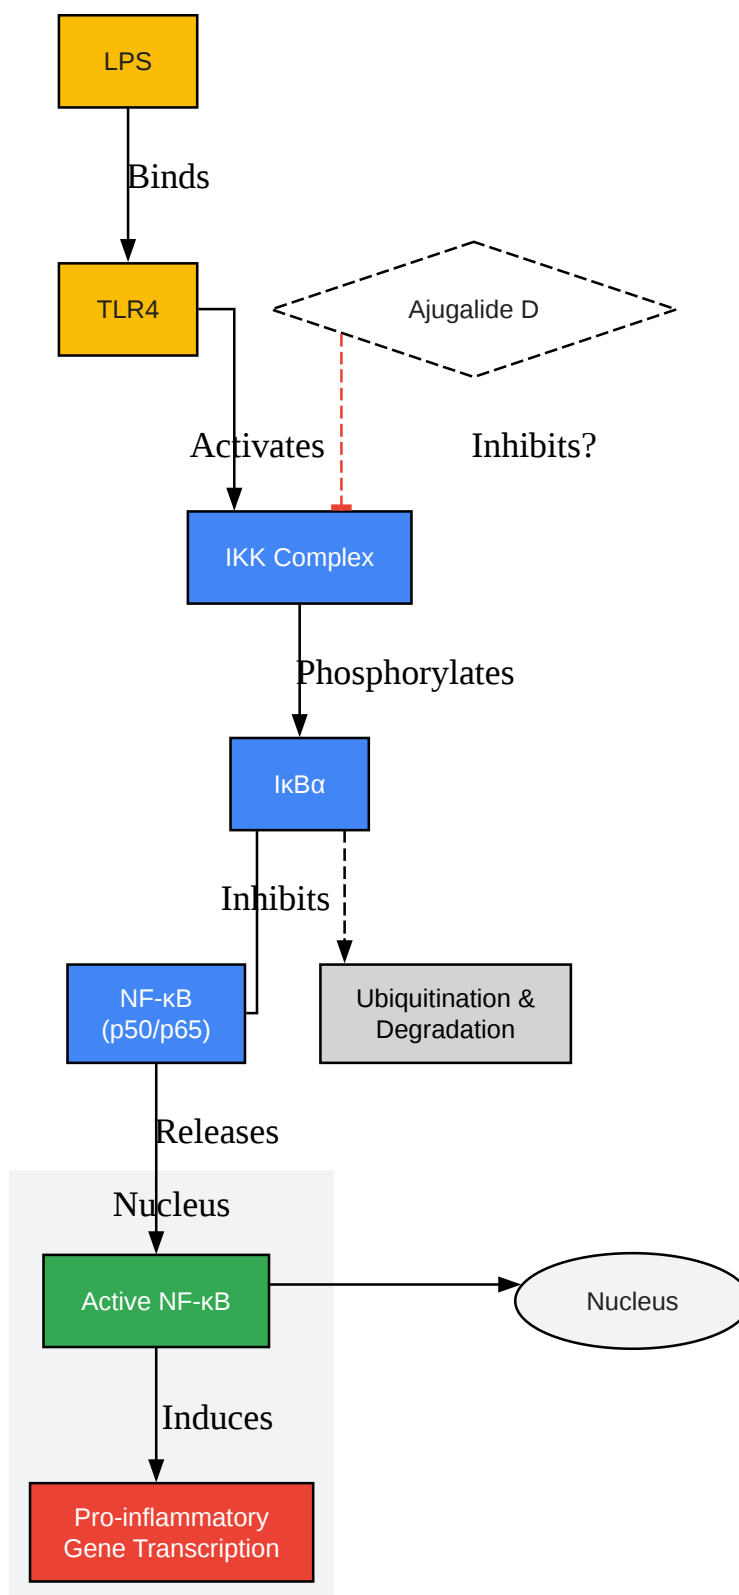 LPS
Binds
TLR4
Ajugalide D
Activates
Inhibits?
IKK Complex
Phosphorylates
IκBα
Inhibits
NF-κB
(p50/p65)
Ubiquitination &
Degradation
Releases
Nucleus
Active NF-κB
Nucleus
Induces
Pro-inflammatory
Gene Transcription